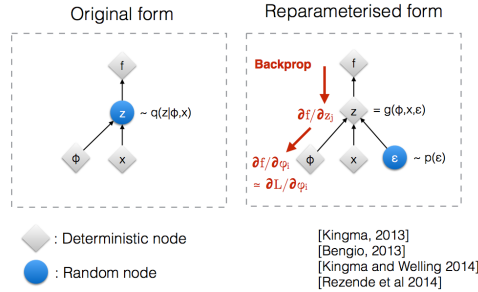 Original form
f
z ~ q(z|ϕ,x)
ϕ x
Reparameterised form
Backprop
f
∂f/∂zj
z = g(ϕ,x,ε)
∂f/∂φi
≃ ∂L/∂φi
ϕ x ε ~ p(ε)
: Deterministic node
: Random node
[Kingma, 2013]
[Bengio, 2013]
[Kingma and Welling 2014]
[Rezende et al 2014]